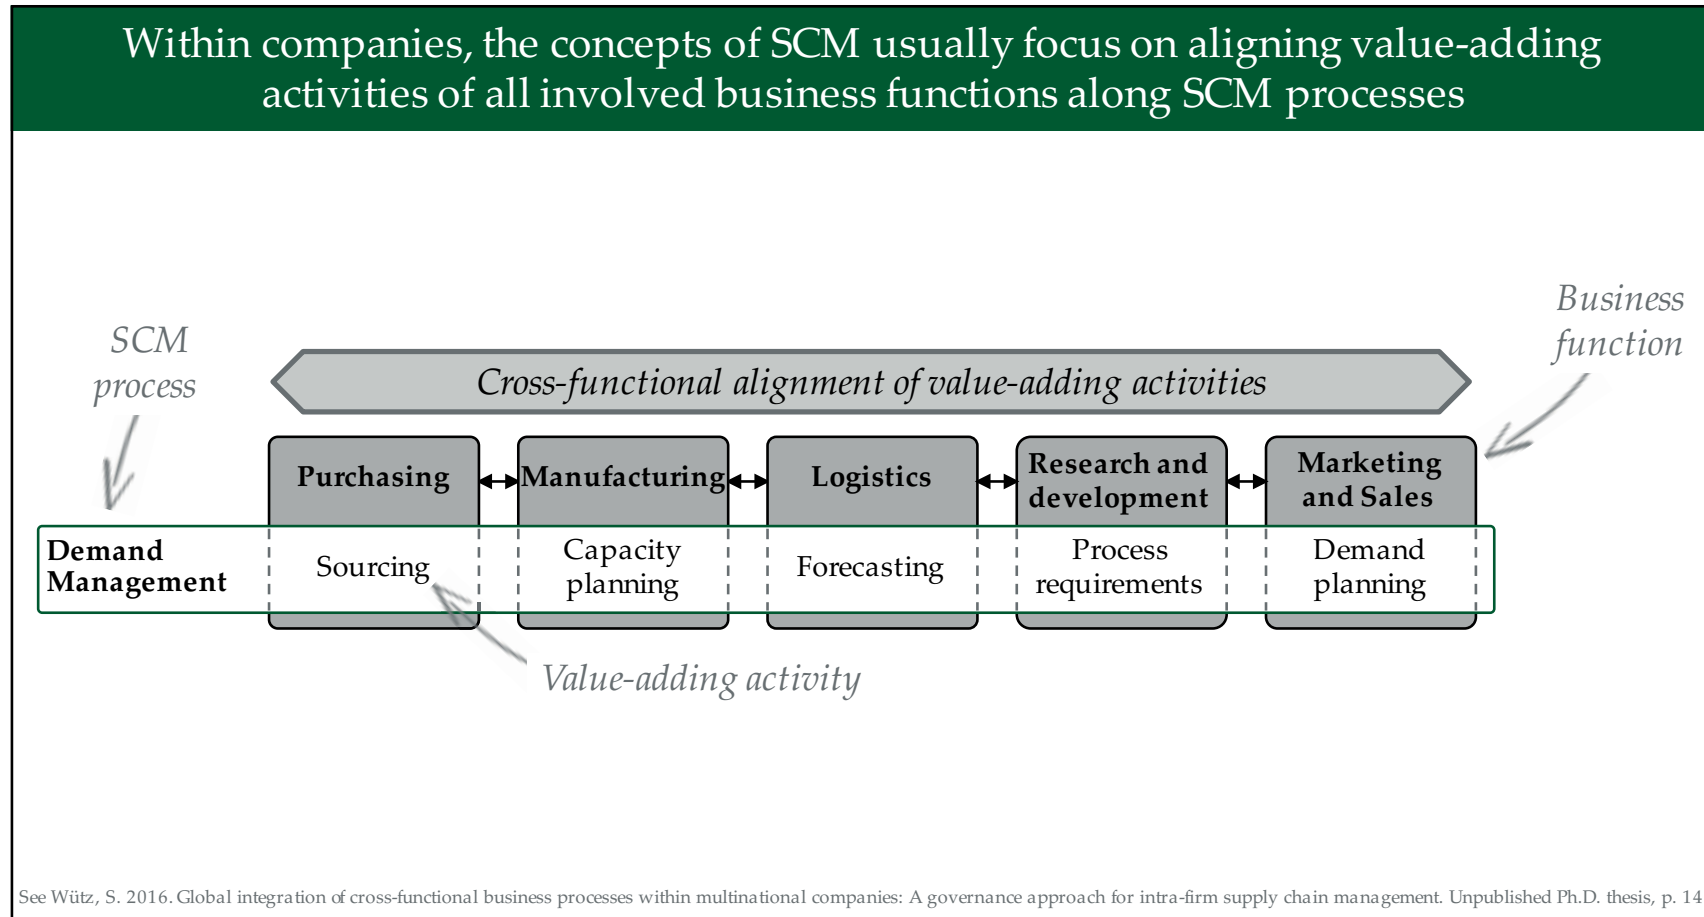 Within companies, the concepts of SCM usually focus on aligning value-adding
activities of all involved business functions along SCM processes
SCM
process
Business
function
Cross-functional alignment of value-adding activities
Purchasing
Manufacturing
Logistics
Research and
development
Marketing
and Sales
Demand
Management
Sourcing
Capacity
planning
Forecasting
Process
requirements
Demand
planning
Value-adding activity
See Wütz, S. 2016. Global integration of cross-functional business processes within multinational companies: A governance approach for intra-firm supply chain management. Unpublished Ph.D. thesis, p. 14